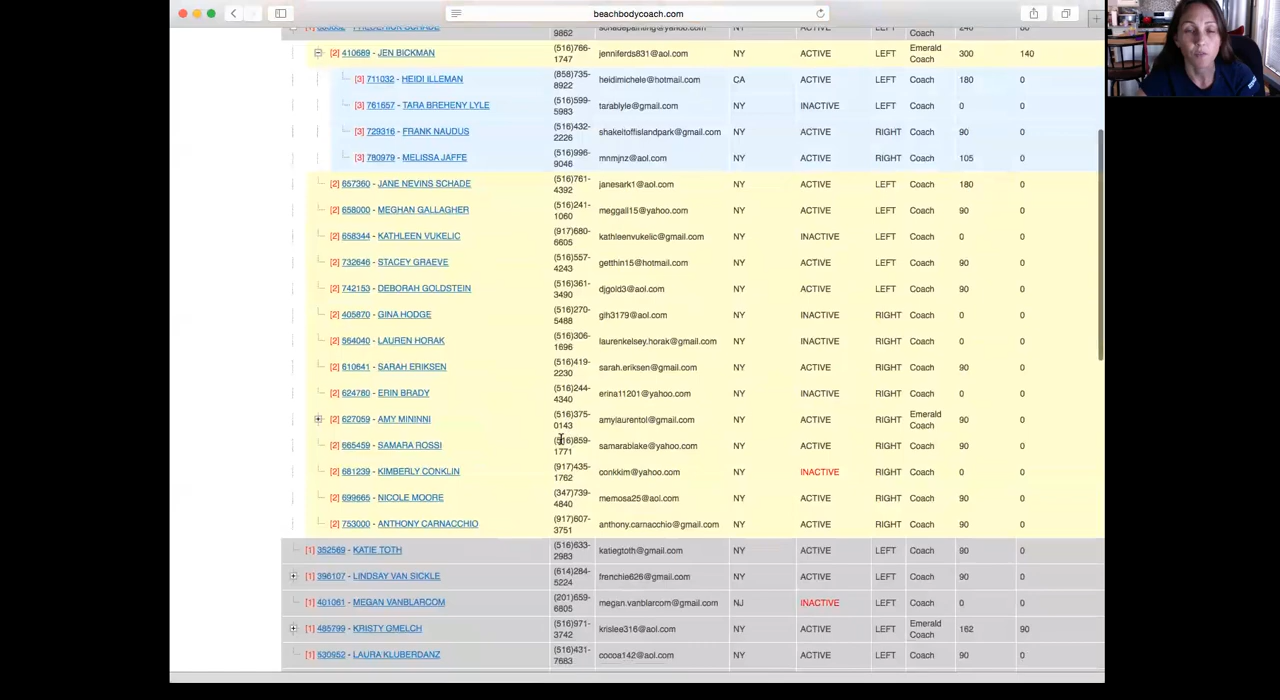 beachbodycoach.com
9862
Coach
[2] 410689 - JEN BICKMAN (516)766-1747 jenniferds831@aol.com NY ACTIVE LEFT Emerald Coach 300 140
[3] 711032 - HEIDI ILLEMAN (858)735-8922 heidimichele@hotmail.com CA ACTIVE LEFT Coach 180 0
[3] 761657 - TARA BREHENY LYLE (516)599-5983 tarablyle@gmail.com NY INACTIVE LEFT Coach 0 0
[3] 729316 - FRANK NAUDUS (516)432-2226 shakeitoffislandpark@gmail.com NY ACTIVE RIGHT Coach 90 0
[3] 780979 - MELISSA JAFFE (516)996-9046 mnmjnz@aol.com NY ACTIVE RIGHT Coach 105 0
[2] 657360 - JANE NEVINS SCHADE (516)761-4392 janesark1@aol.com NY ACTIVE LEFT Coach 180 0
[2] 658000 - MEGHAN GALLAGHER (516)241-1060 meggall15@yahoo.com NY ACTIVE LEFT Coach 90 0
[2] 658344 - KATHLEEN VUKELIC (917)680-6605 kathleenvukelic@gmail.com NY INACTIVE LEFT Coach 0 0
[2] 732646 - STACEY GRAEVE (516)557-4243 getthin15@hotmail.com NY ACTIVE LEFT Coach 90 0
[2] 742153 - DEBORAH GOLDSTEIN (516)361-3490 djgold3@aol.com NY ACTIVE LEFT Coach 90 0
[2] 405870 - GINA HODGE (516)270-5488 gih3179@aol.com NY INACTIVE RIGHT Coach 0 0
[2] 564040 - LAUREN HORAK (516)306-1696 laurenkelsey.horak@gmail.com NY INACTIVE RIGHT Coach 0 0
[2] 610641 - SARAH ERIKSEN (516)419-2230 sarah.eriksen@gmail.com NY ACTIVE RIGHT Coach 90 0
[2] 624780 - ERIN BRADY (516)244-4340 erina11201@yahoo.com NY INACTIVE RIGHT Coach 0 0
[2] 627059 - AMY MININNI (516)375-0143 amylaurentol@gmail.com NY ACTIVE RIGHT Emerald Coach 90 0
[2] 665459 - SAMARA ROSSI (516)859-1771 samarablake@yahoo.com NY ACTIVE RIGHT Coach 90 0
[2] 681239 - KIMBERLY CONKLIN (917)435-1762 conkkim@yahoo.com NY INACTIVE RIGHT Coach 0 0
[2] 699665 - NICOLE MOORE (347)739-4840 memosa25@aol.com NY ACTIVE RIGHT Coach 90 0
[2] 753000 - ANTHONY CARNACCHIO (917)607-3751 anthony.carnacchio@gmail.com NY ACTIVE RIGHT Coach 90 0
[1] 352569 - KATIE TOTH (516)633-2983 katiegtoth@gmail.com NY ACTIVE LEFT Coach 90 0
[1] 396107 - LINDSAY VAN SICKLE (614)284-5224 frenchie626@gmail.com NY ACTIVE LEFT Coach 90 0
[1] 401061 - MEGAN VANBLARCOM (201)659-6805 megan.vanblarcom@gmail.com NJ INACTIVE LEFT Coach 0 0
[1] 485799 - KRISTY GMELCH (516)971-3742 krislee316@aol.com NY ACTIVE LEFT Emerald Coach 162 90
[1] 530952 - LAURA KLUBERDANZ (516)431-7683 cocoa142@aol.com NY ACTIVE LEFT Coach 90 0